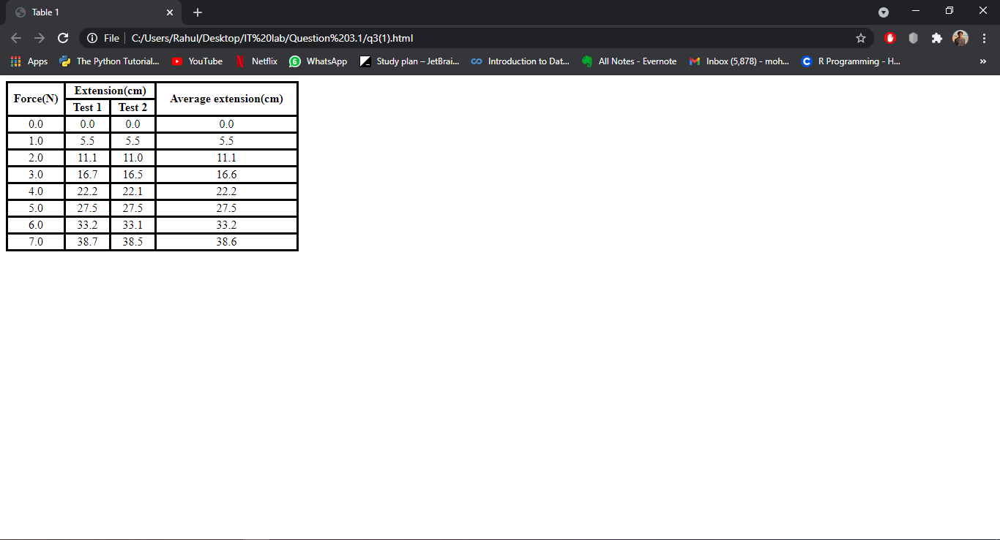 Table 1
File C:/Users/Rahul/Desktop/IT%20lab/Question%203.1/q3(1).html
Apps The Python Tutorial... YouTube Netflix 6 WhatsApp Study plan – JetBrai... Introduction to Dat... All Notes - Evernote Inbox (5,878) - moh... C R Programming - H... »
Force(N) Extension(cm) Average extension(cm)
Test 1 Test 2
0.0 0.0 0.0 0.0
1.0 5.5 5.5 5.5
2.0 11.1 11.0 11.1
3.0 16.7 16.5 16.6
4.0 22.2 22.1 22.2
5.0 27.5 27.5 27.5
6.0 33.2 33.1 33.2
7.0 38.7 38.5 38.6